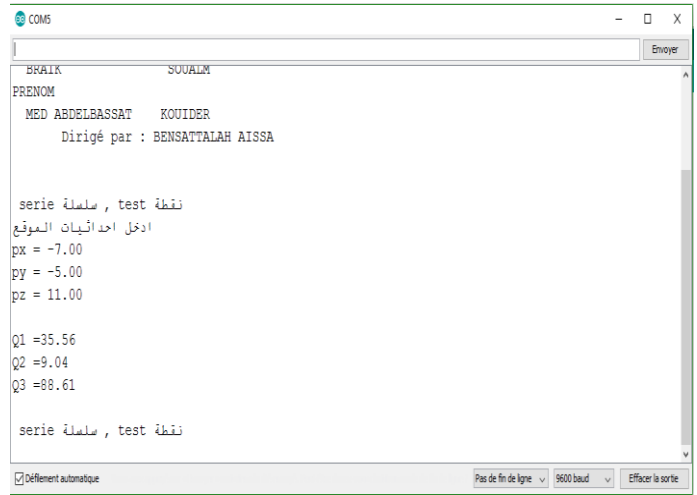 COM5
Envoyer
BRAIK SOUALM
PRENOM
MED ABDELBASSAT KOUIDER
Dirigé par : BENSATTALAH AISSA
serie نقطة test , سلسلة
ادخل احداثيات الموقع
px = -7.00
py = -5.00
pz = 11.00
Q1 =35.56
Q2 =9.04
Q3 =88.61
serie نقطة test , سلسلة
Défilement automatique
Pas de fin de ligne
9600 baud
Effacer la sortie